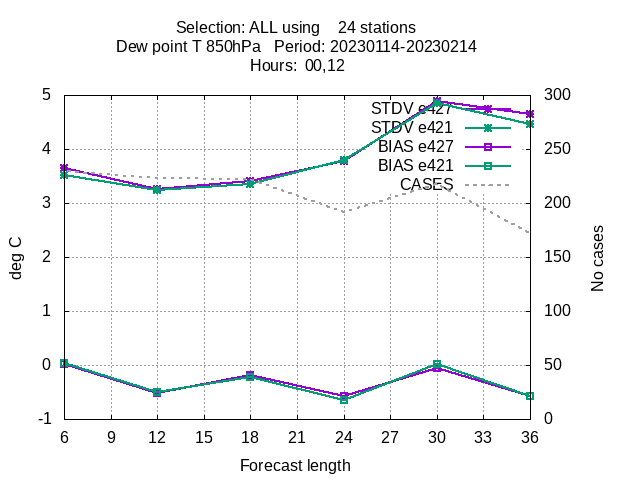 Selection: ALL using    24 stations
Dew point T 850hPa   Period: 20230114-20230214
Hours:  00,12
STDV e427
STDV e421
BIAS e427
BIAS e421
CASES
5
4
3
2
1
0
-1
300
250
200
150
100
50
0
deg C
No cases
6 9 12 15 18 21 24 27 30 33 36
Forecast length